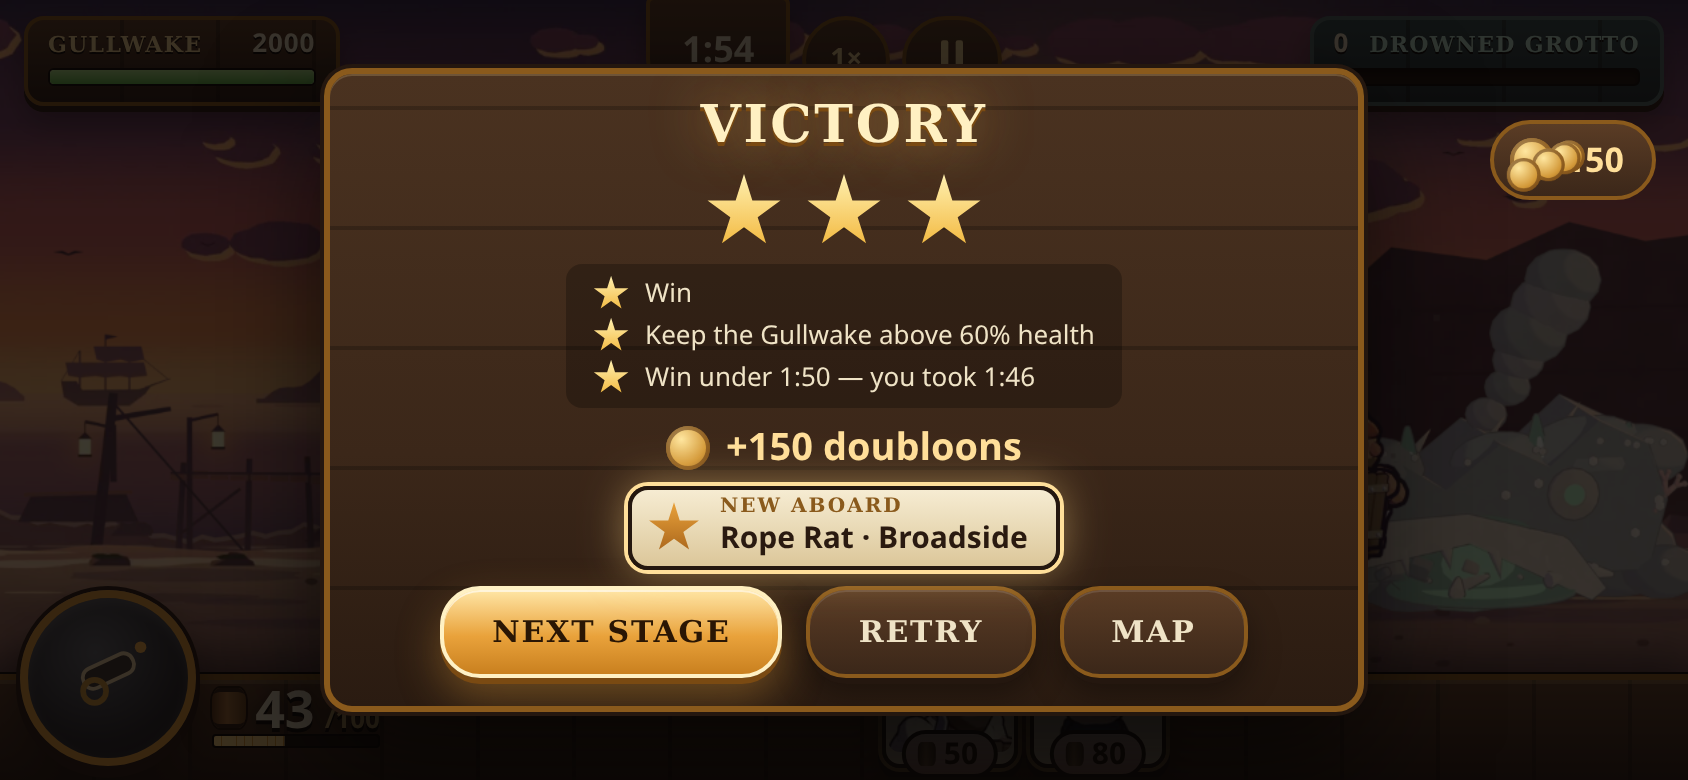 GULLWAKE 2000
1:54
1×
0 DROWNED GROTTO
VICTORY
50
Win
Keep the Gullwake above 60% health
Win under 1:50 — you took 1:46
+150 doubloons
NEW ABOARD
Rope Rat · Broadside
NEXT STAGE
RETRY
MAP
43 /100
50
80